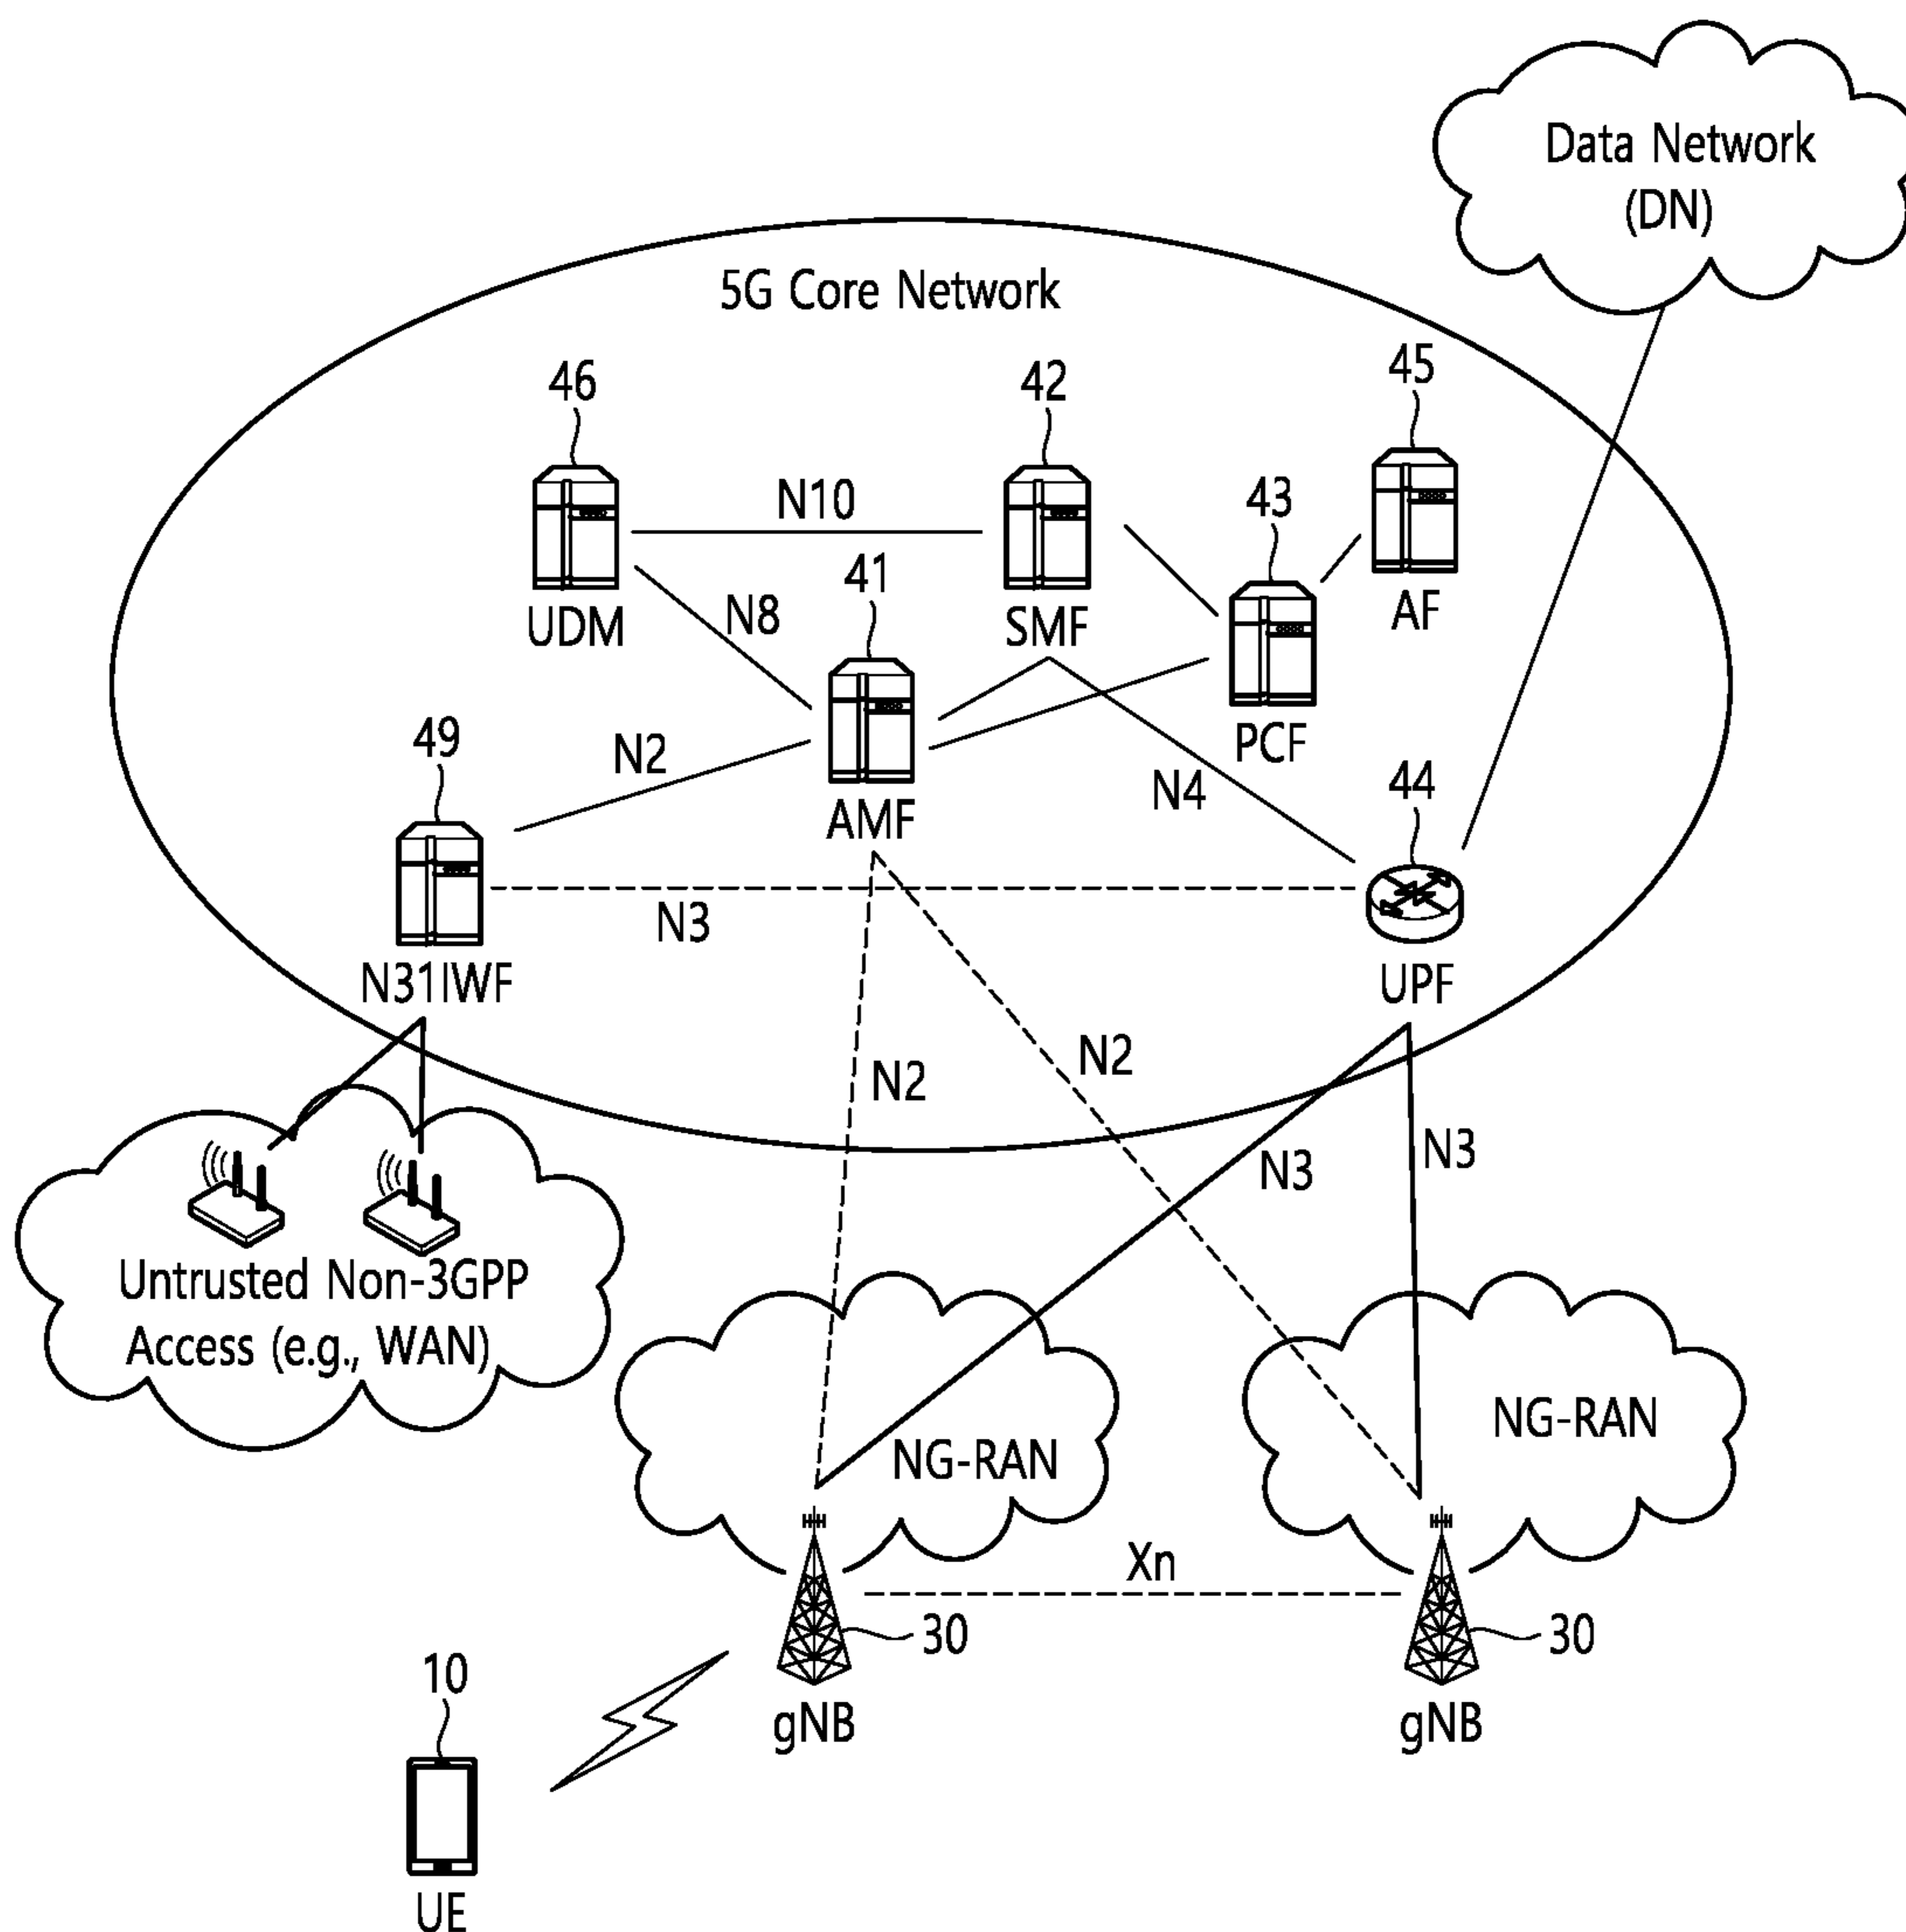 Data Network
(DN)
5G Core Network
46
42
45
N10
43
41
UDM
N8
SMF
AF
49
N2
PCF
N4
44
AMF
N3
N31IWF
UPF
N2
N2
N3
N3
Untrusted Non-3GPP
Access (e.g., WAN)
NG-RAN
NG-RAN
Xn
30
30
10
gNB
gNB
UE